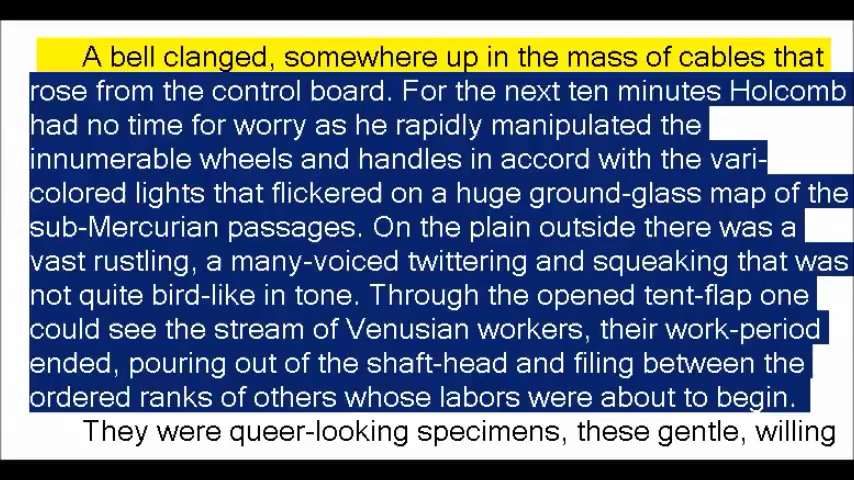 A bell clanged, somewhere up in the mass of cables that
rose from the control board. For the next ten minutes Holcomb
had no time for worry as he rapidly manipulated the
innumerable wheels and handles in accord with the vari-
colored lights that flickered on a huge ground-glass map of the
sub-Mercurian passages. On the plain outside there was a
vast rustling, a many-voiced twittering and squeaking that was
not quite bird-like in tone. Through the opened tent-flap one
could see the stream of Venusian workers, their work-period
ended, pouring out of the shaft-head and filing between the
ordered ranks of others whose labors were about to begin.
They were queer-looking specimens, these gentle, willing